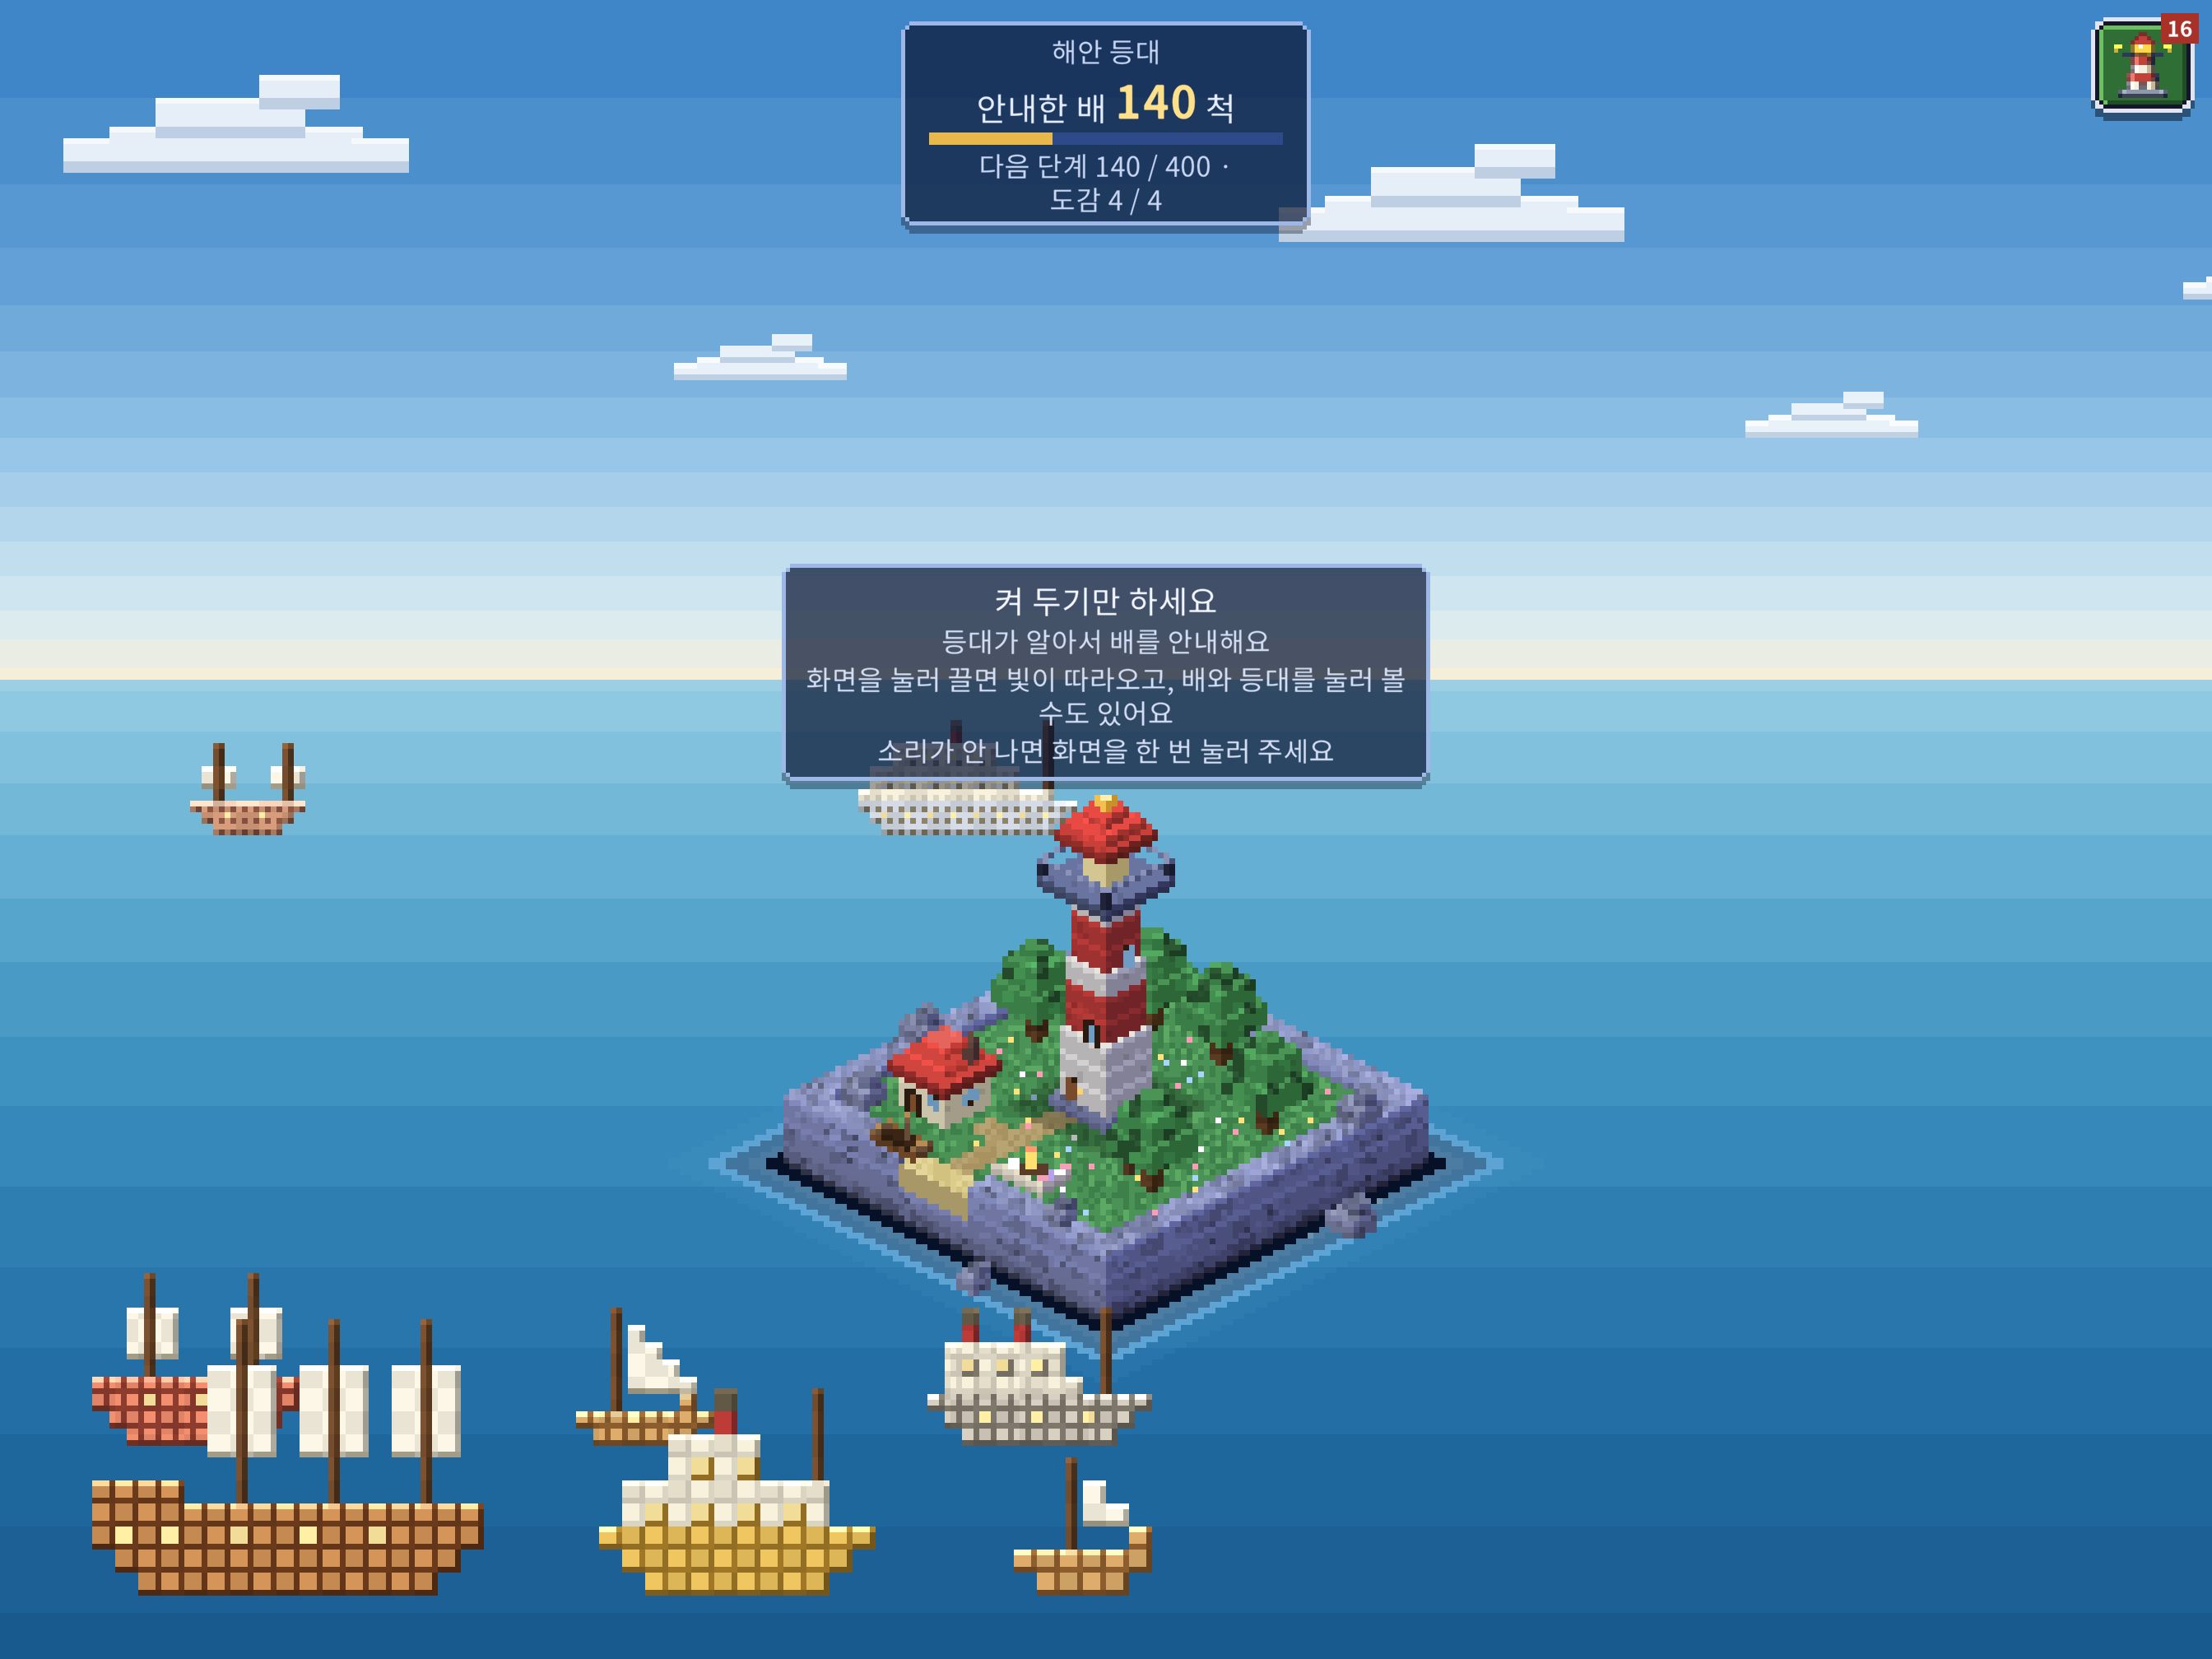 해안 등대
안내한 배 140 척
다음 단계 140 / 400 ·
도감 4 / 4
16
켜 두기만 하세요
등대가 알아서 배를 안내해요
화면을 눌러 끌면 빛이 따라오고, 배와 등대를 눌러 볼
수도 있어요
소리가 안 나면 화면을 한 번 눌러 주세요